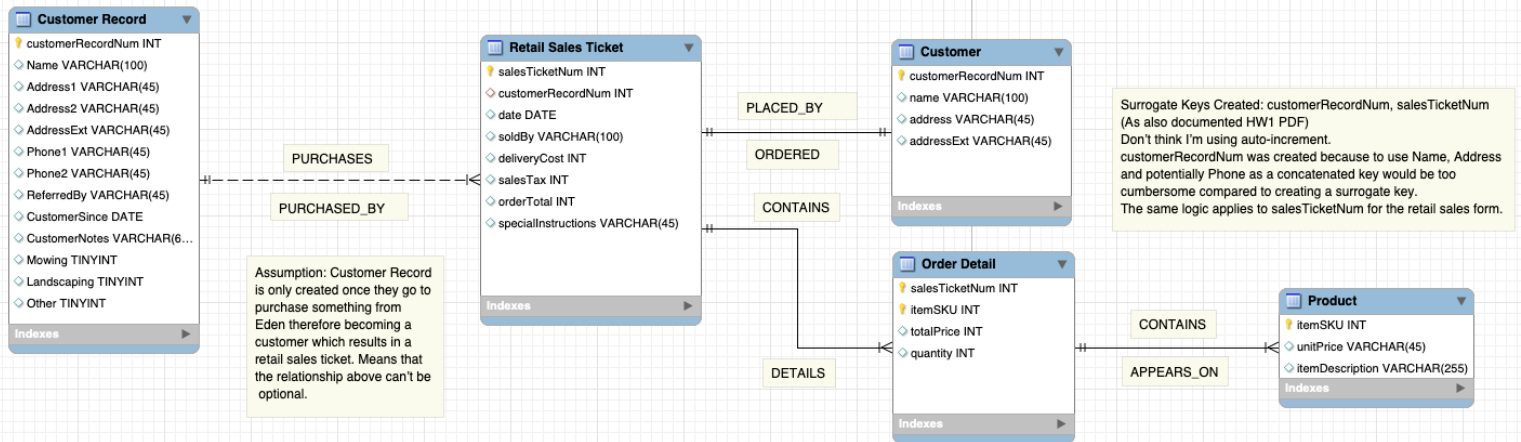 Customer Record
customerRecordNum INT
Name VARCHAR(100)
Address1 VARCHAR(45)
Address2 VARCHAR(45)
AddressExt VARCHAR(45)
Phone1 VARCHAR(45)
Phone2 VARCHAR(45)
ReferredBy VARCHAR(45)
CustomerSince DATE
CustomerNotes VARCHAR(6...
Mowing TINYINT
Landscaping TINYINT
Other TINYINT
Indexes
PURCHASES
PURCHASED_BY
Assumption: Customer Record
is only created once they go to
purchase something from
Eden therefore becoming a
customer which results in a
retail sales ticket. Means that
the relationship above can't be
optional.
Retail Sales Ticket
salesTicketNum INT
customerRecordNum INT
date DATE
soldBy VARCHAR(100)
deliveryCost INT
salesTax INT
orderTotal INT
specialInstructions VARCHAR(45)
Indexes
PLACED_BY
ORDERED
CONTAINS
DETAILS
Customer
customerRecordNum INT
name VARCHAR(100)
address VARCHAR(45)
addressExt VARCHAR(45)
Indexes
Order Detail
salesTicketNum INT
itemSKU INT
totalPrice INT
quantity INT
Indexes
CONTAINS
APPEARS_ON
Surrogate Keys Created: customerRecordNum, salesTicketNum
(As also documented HW1 PDF)
Don't think I'm using auto-increment.
customerRecordNum was created because to use Name, Address
and potentially Phone as a concatenated key would be too
cumbersome compared to creating a surrogate key.
The same logic applies to salesTicketNum for the retail sales form.
Product
itemSKU INT
unitPrice VARCHAR(45)
itemDescription VARCHAR(255)
Indexes